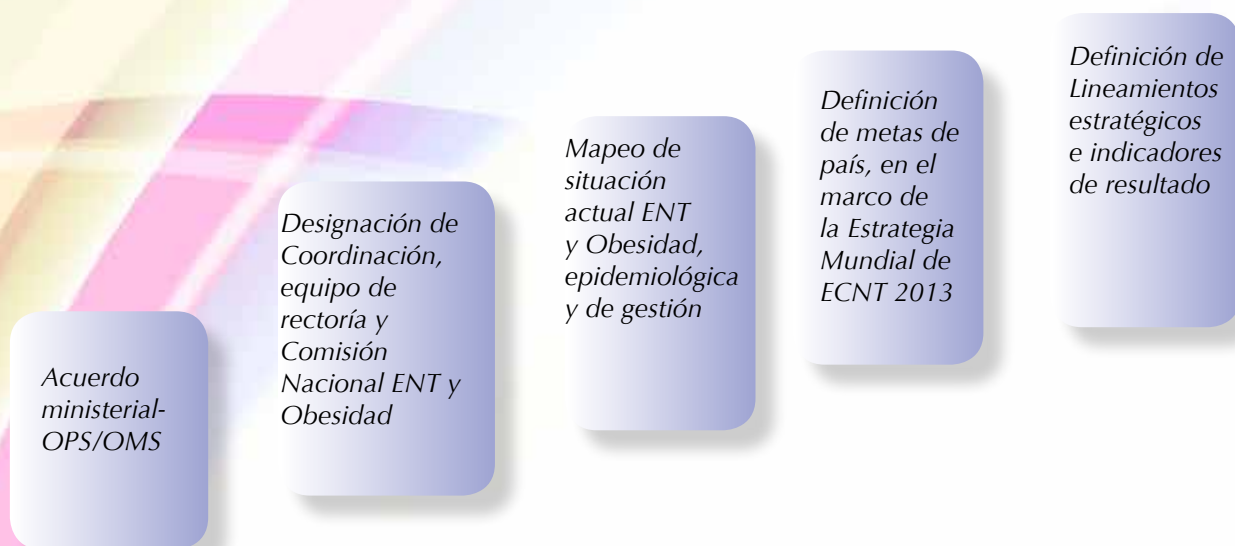 Acuerdo
ministerial-
OPS/OMS
Designación de
Coordinación,
equipo de
rectoría y
Comisión
Nacional ENT y
Obesidad
Mapeo de
situación
actual ENT
y Obesidad,
epidemiológica
y de gestión
Definición
de metas de
país, en el
marco de
la Estrategia
Mundial de
ECNT 2013
Definición de
Lineamientos
estratégicos
e indicadores
de resultado